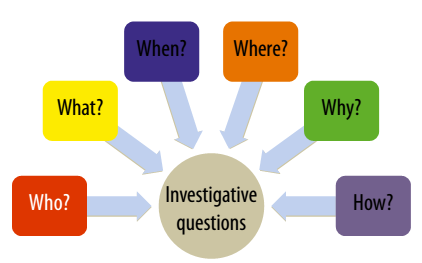 When?
Where?
What?
Why?
Who?
Investigative
questions
How?